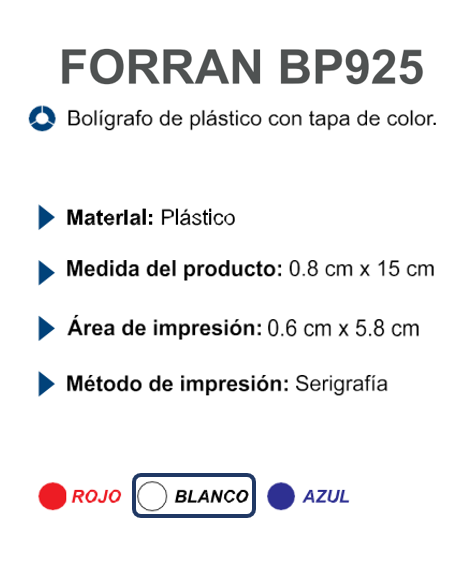 FORRAN BP925
Bolígrafo de plástico con tapa de color.
Materlal: Plástico
Medida del producto: 0.8 cm x 15 cm
Área de impresión: 0.6 cm x 5.8 cm
Método de impresión: Serigrafía
ROJO BLANCO AZUL